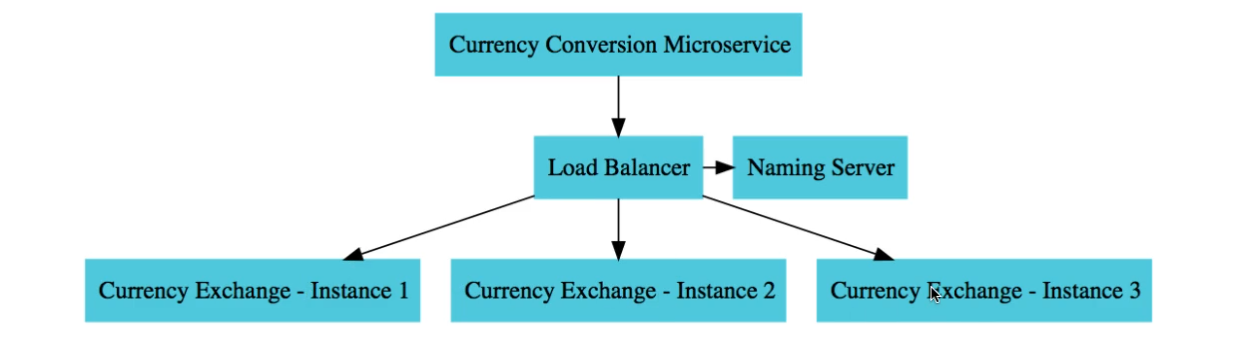 Currency Conversion Microservice
Load Balancer
Naming Server
Currency Exchange - Instance 1
Currency Exchange - Instance 2
Currency Exchange - Instance 3